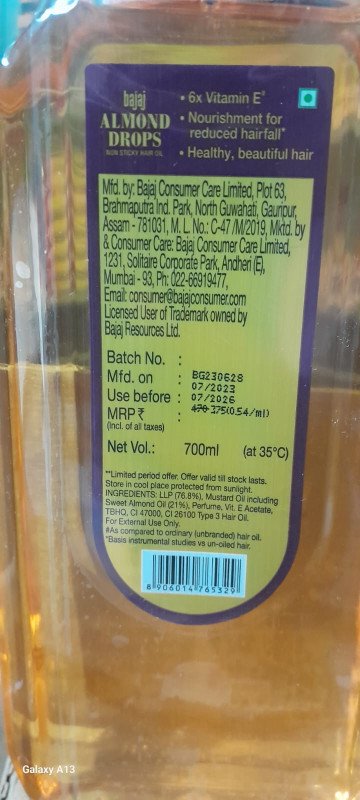 bajaj
ALMOND
DROPS
NON STICKY HAIR OIL
• 6x Vitamin E#
• Nourishment for
reduced hairfall*
• Healthy, beautiful hair
Mfd. by: Bajaj Consumer Care Limited, Plot 63,
Brahmaputra Ind. Park, North Guwahati, Gauripur,
Assam - 781031, M. L. No.: C-47 /M/2019, Mktd. by
& Consumer Care: Bajaj Consumer Care Limited,
1231, Solitaire Corporate Park, Andheri (E),
Mumbai - 93, Ph: 022-66919477,
Email: consumer@bajajconsumer.com
Licensed User of Trademark owned by
Bajaj Resources Ltd.
Batch No. : BG230628
Mfd. on : 07/2023
Use before : 07/2026
MRP ₹ : 470 375(0.54/ml)
(Incl. of all taxes)
Net Vol.: 700ml (at 35°C)
**Limited period offer. Offer valid till stock lasts.
Store in cool place protected from sunlight.
INGREDIENTS: LLP (76.8%), Mustard Oil including
Sweet Almond Oil (21%), Perfume, Vit. E Acetate,
TBHQ, CI 47000, CI 26100 Type 3 Hair Oil.
For External Use Only.
#As compared to ordinary (unbranded) hair oil.
*Basis instrumental studies vs un-oiled hair.
8 906014 765329
Galaxy A13